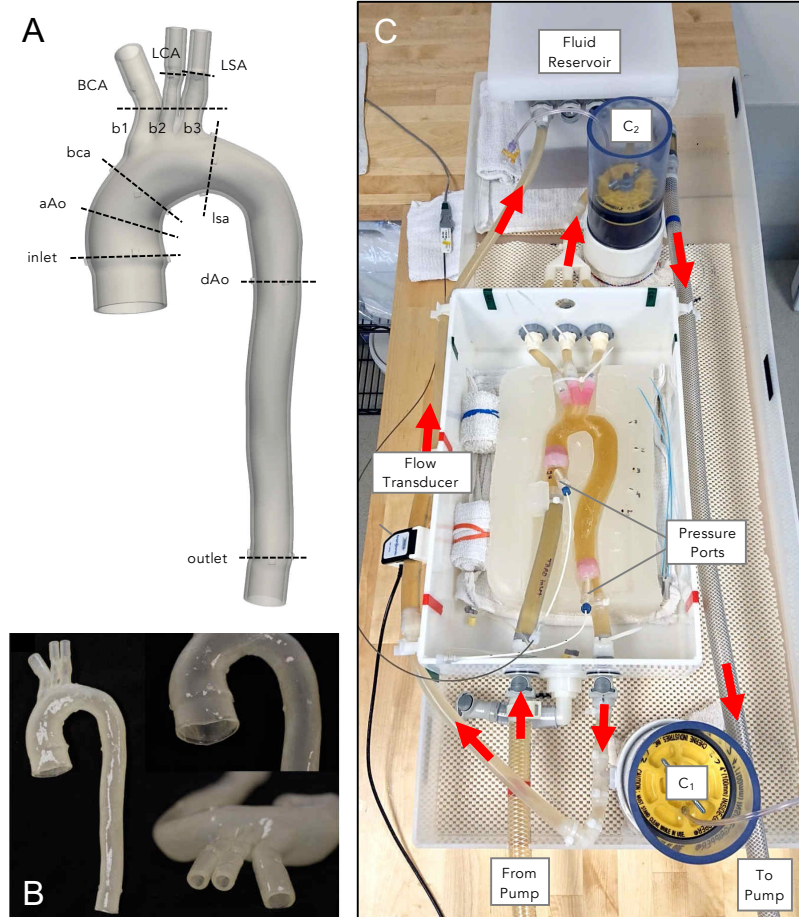 A
LCA
LSA
BCA
b1
b2
b3
bca
aAo
lsa
inlet
dAo
outlet
B
C
Fluid
Reservoir
C2
Flow
Transducer
Pressure
Ports
C1
From
Pump
To
Pump